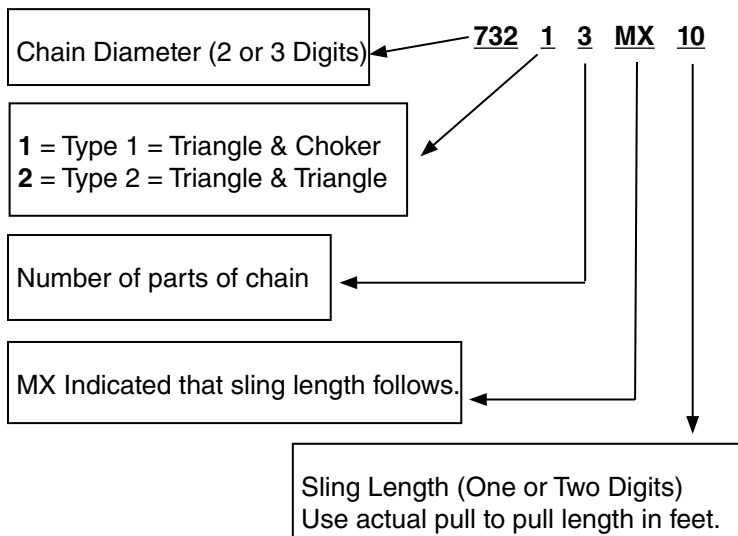 732 1 3 MX 10
Chain Diameter (2 or 3 Digits)
1 = Type 1 = Triangle & Choker
2 = Type 2 = Triangle & Triangle
Number of parts of chain
MX Indicated that sling length follows.
Sling Length (One or Two Digits)
Use actual pull to pull length in feet.